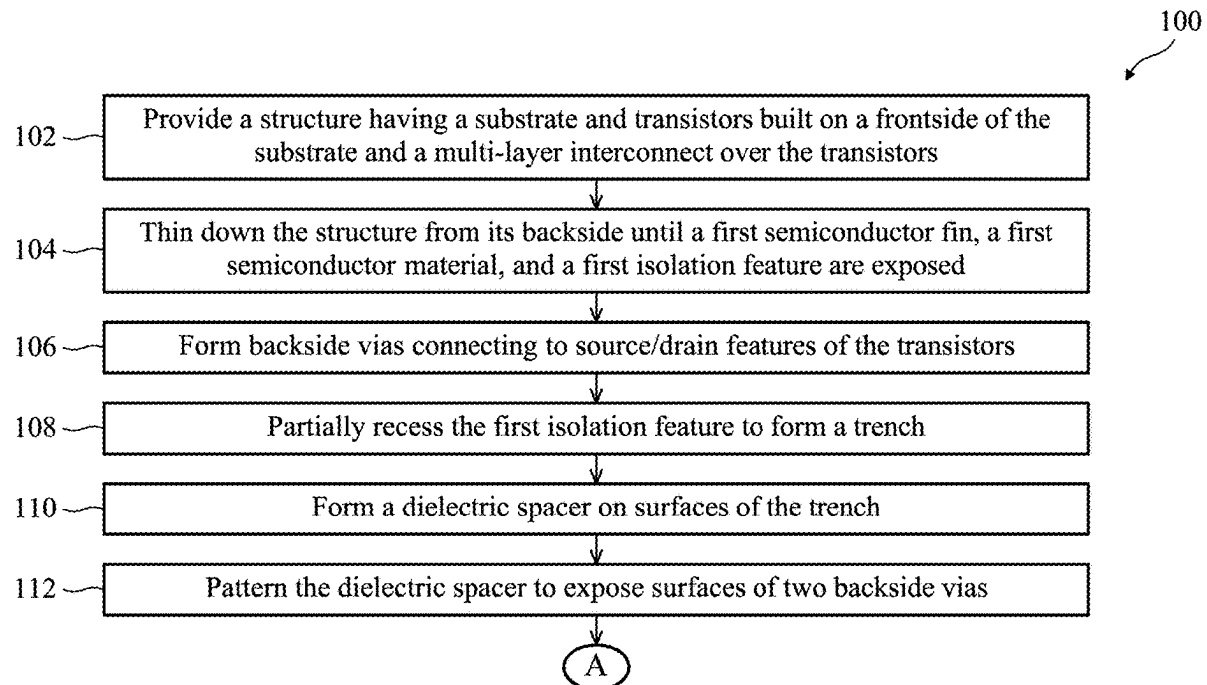 100
102
Provide a structure having a substrate and transistors built on a frontside of the
substrate and a multi-layer interconnect over the transistors
104
Thin down the structure from its backside until a first semiconductor fin, a first
semiconductor material, and a first isolation feature are exposed
106
Form backside vias connecting to source/drain features of the transistors
108
Partially recess the first isolation feature to form a trench
110
Form a dielectric spacer on surfaces of the trench
112
Pattern the dielectric spacer to expose surfaces of two backside vias
A